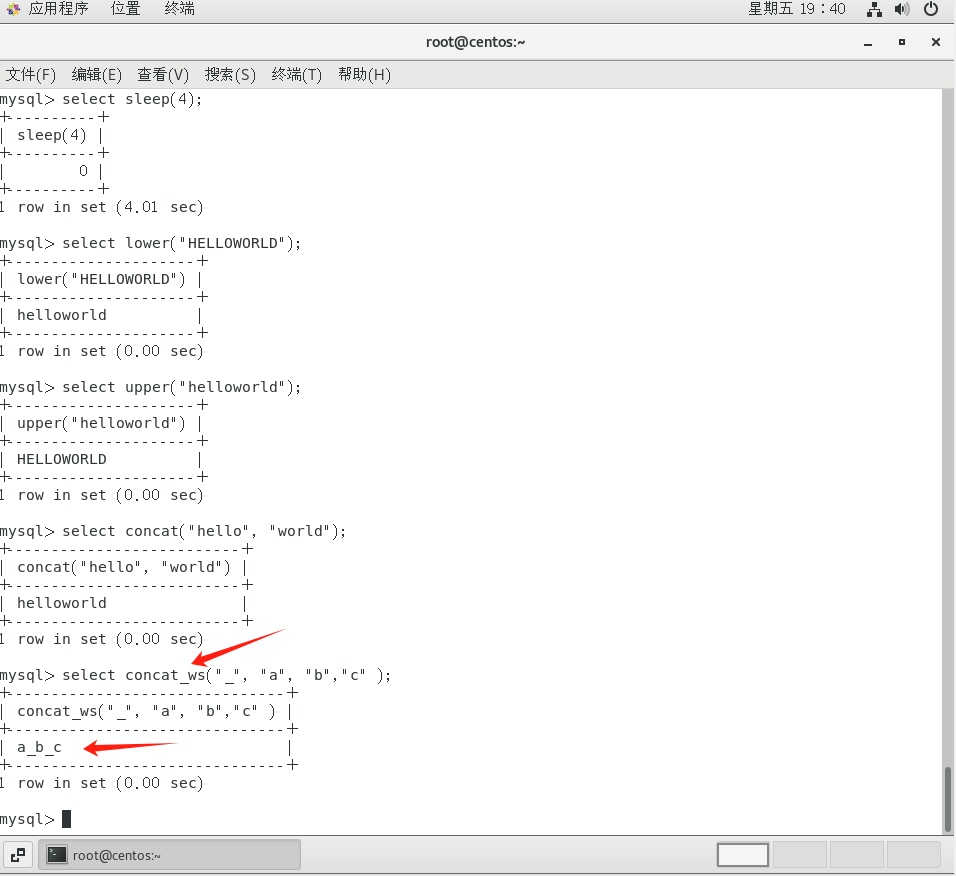 应用程序 位置 终端 星期五 19：40
root@centos:~
文件(F) 编辑(E) 查看(V) 搜索(S) 终端(T) 帮助(H)
mysql> select sleep(4);
+----------+
| sleep(4) |
+----------+
|        0 |
+----------+
1 row in set (4.01 sec)
mysql> select lower("HELLOWORLD");
+---------------------+
| lower("HELLOWORLD") |
+---------------------+
| helloworld          |
+---------------------+
1 row in set (0.00 sec)
mysql> select upper("helloworld");
+---------------------+
| upper("helloworld") |
+---------------------+
| HELLOWORLD          |
+---------------------+
1 row in set (0.00 sec)
mysql> select concat("hello", "world");
+--------------------------+
| concat("hello", "world") |
+--------------------------+
| helloworld               |
+--------------------------+
1 row in set (0.00 sec)
mysql> select concat_ws("_", "a", "b","c" );
+-------------------------------+
| concat_ws("_", "a", "b","c" ) |
+-------------------------------+
| a_b_c                         |
+-------------------------------+
1 row in set (0.00 sec)
mysql>
root@centos:~